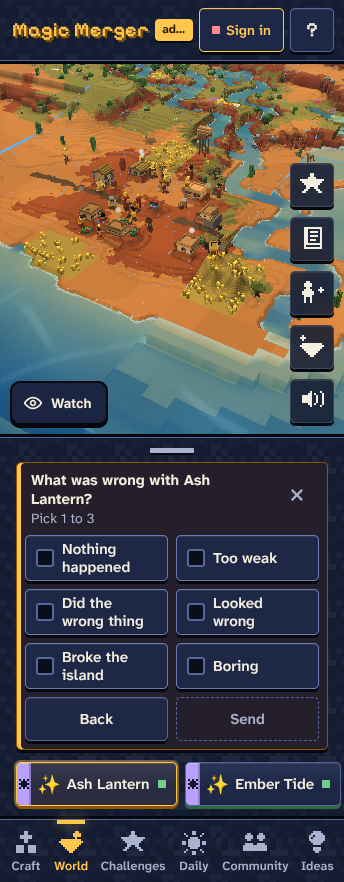 Magic Merger
ad...
Sign in
?
Watch
What was wrong with Ash
Lantern?
Pick 1 to 3
Nothing
happened
Too weak
Did the
wrong thing
Looked
wrong
Broke the
island
Boring
Back
Send
Ash Lantern
Ember Tide
Craft
World
Challenges
Daily
Community
Ideas